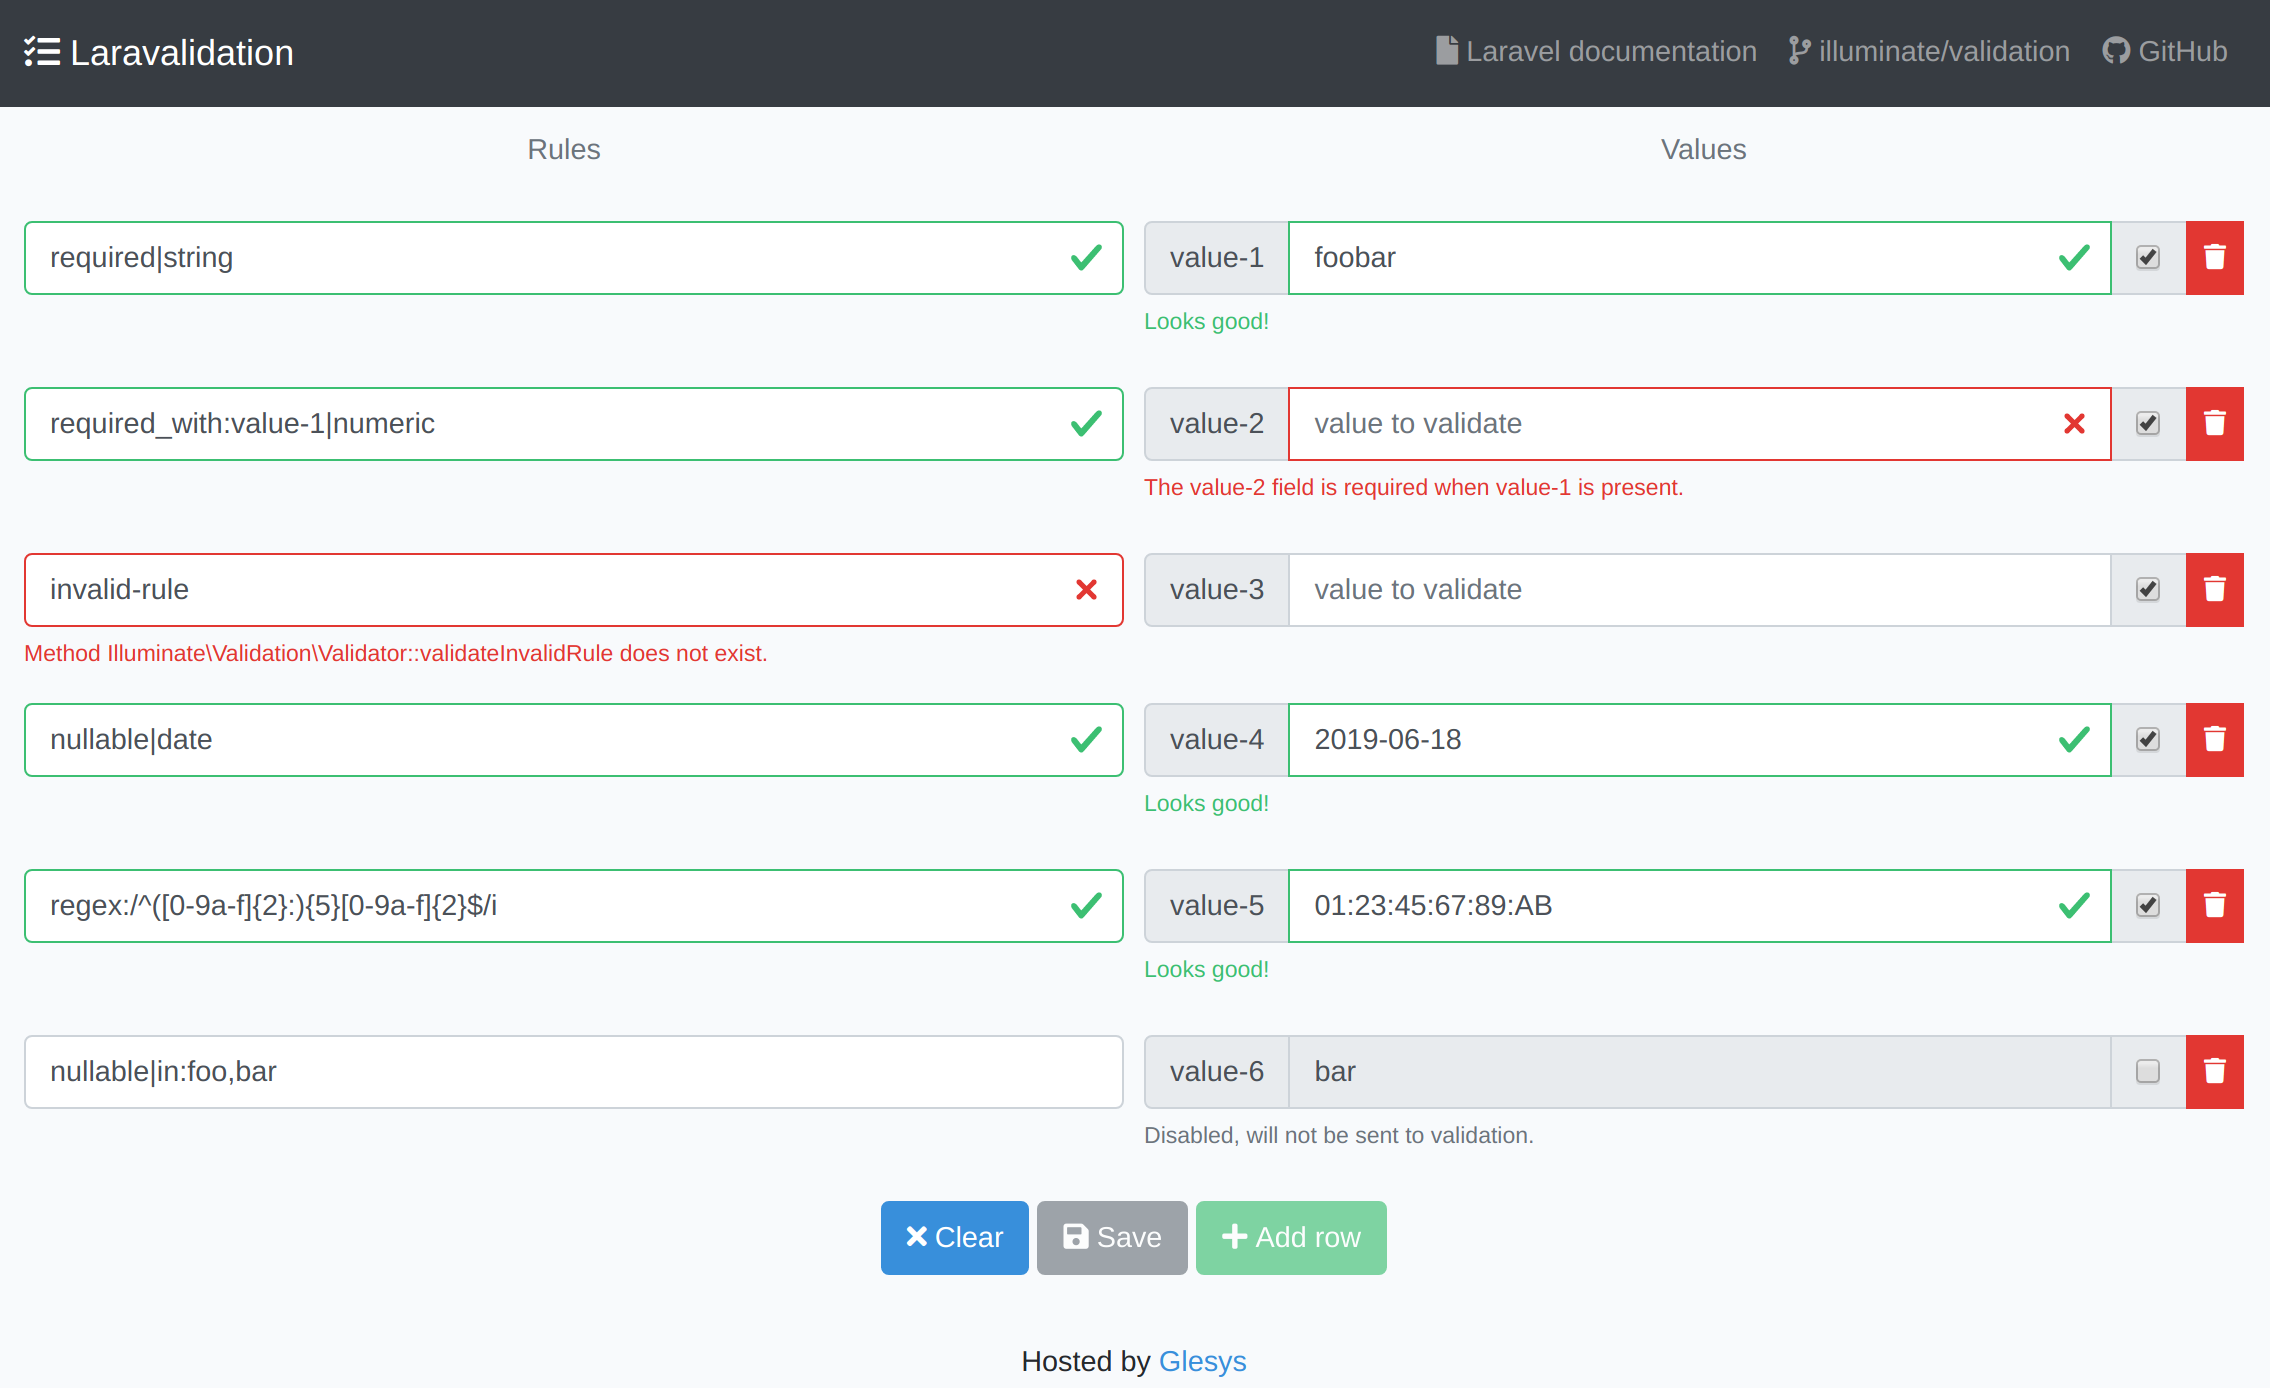 Laravalidation
Laravel documentation illuminate/validation GitHub
Rules Values
required|string value-1 foobar
Looks good!
required_with:value-1|numeric value-2 value to validate
The value-2 field is required when value-1 is present.
invalid-rule value-3 value to validate
Method Illuminate\Validation\Validator::validateInvalidRule does not exist.
nullable|date value-4 2019-06-18
Looks good!
regex:/^([0-9a-f]{2}:){5}[0-9a-f]{2}$/i value-5 01:23:45:67:89:AB
Looks good!
nullable|in:foo,bar value-6 bar
Disabled, will not be sent to validation.
Clear Save Add row
Hosted by Glesys